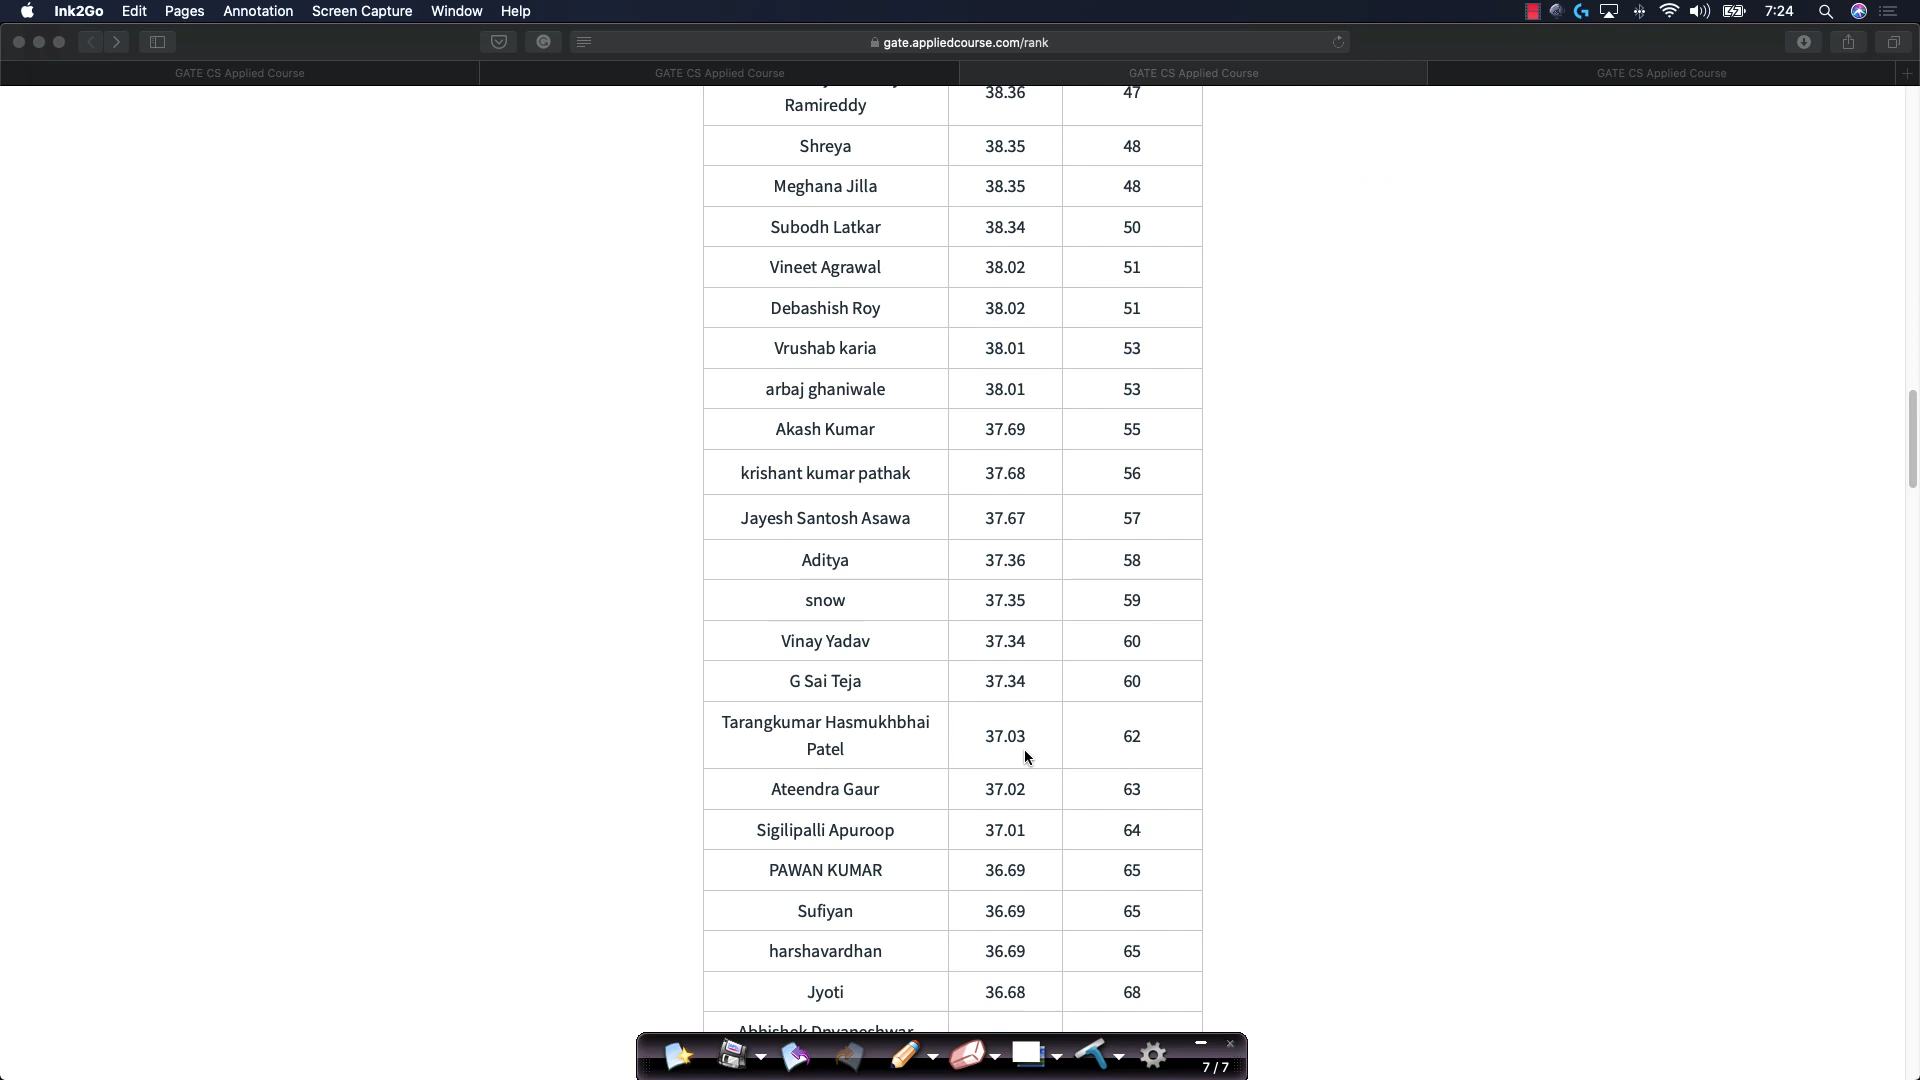 Ink2Go Edit Pages Annotation Screen Capture Window Help 7:24
gate.appliedcourse.com/rank
GATE CS Applied Course GATE CS Applied Course GATE CS Applied Course GATE CS Applied Course
Ramireddy 38.36 47
Shreya 38.35 48
Meghana Jilla 38.35 48
Subodh Latkar 38.34 50
Vineet Agrawal 38.02 51
Debashish Roy 38.02 51
Vrushab karia 38.01 53
arbaj ghaniwale 38.01 53
Akash Kumar 37.69 55
krishant kumar pathak 37.68 56
Jayesh Santosh Asawa 37.67 57
Aditya 37.36 58
snow 37.35 59
Vinay Yadav 37.34 60
G Sai Teja 37.34 60
Tarangkumar Hasmukhbhai
Patel 37.03 62
Ateendra Gaur 37.02 63
Sigilipalli Apuroop 37.01 64
PAWAN KUMAR 36.69 65
Sufiyan 36.69 65
harshavardhan 36.69 65
Jyoti 36.68 68
Abhishek Dnyaneshwar
7 / 7